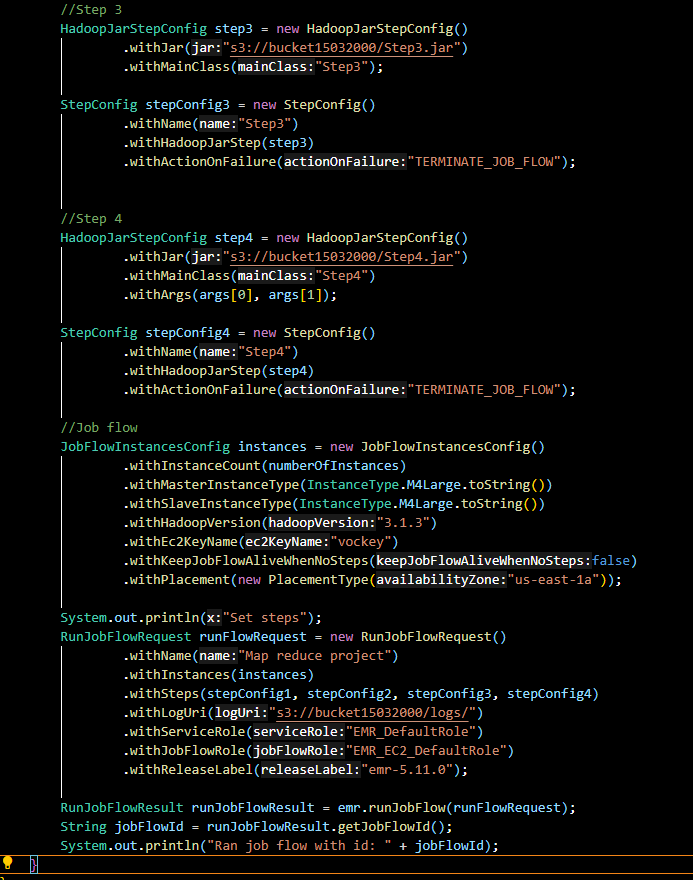 //Step 3
HadoopJarStepConfig step3 = new HadoopJarStepConfig()
.withJar(jar:"s3://bucket15032000/Step3.jar")
.withMainClass(mainClass:"Step3");
StepConfig stepConfig3 = new StepConfig()
.withName(name:"Step3")
.withHadoopJarStep(step3)
.withActionOnFailure(actionOnFailure:"TERMINATE_JOB_FLOW");
//Step 4
HadoopJarStepConfig step4 = new HadoopJarStepConfig()
.withJar(jar:"s3://bucket15032000/Step4.jar")
.withMainClass(mainClass:"Step4")
.withArgs(args[0], args[1]);
StepConfig stepConfig4 = new StepConfig()
.withName(name:"Step4")
.withHadoopJarStep(step4)
.withActionOnFailure(actionOnFailure:"TERMINATE_JOB_FLOW");
//Job flow
JobFlowInstancesConfig instances = new JobFlowInstancesConfig()
.withInstanceCount(numberOfInstances)
.withMasterInstanceType(InstanceType.M4Large.toString())
.withSlaveInstanceType(InstanceType.M4Large.toString())
.withHadoopVersion(hadoopVersion:"3.1.3")
.withEc2KeyName(ec2KeyName:"vockey")
.withKeepJobFlowAliveWhenNoSteps(keepJobFlowAliveWhenNoSteps:false)
.withPlacement(new PlacementType(availabilityZone:"us-east-1a"));
System.out.println(x:"Set steps");
RunJobFlowRequest runFlowRequest = new RunJobFlowRequest()
.withName(name:"Map reduce project")
.withInstances(instances)
.withSteps(stepConfig1, stepConfig2, stepConfig3, stepConfig4)
.withLogUri(logUri:"s3://bucket15032000/logs/")
.withServiceRole(serviceRole:"EMR_DefaultRole")
.withJobFlowRole(jobFlowRole:"EMR_EC2_DefaultRole")
.withReleaseLabel(releaseLabel:"emr-5.11.0");
RunJobFlowResult runJobFlowResult = emr.runJobFlow(runFlowRequest);
String jobFlowId = runJobFlowResult.getJobFlowId();
System.out.println("Ran job flow with id: " + jobFlowId);
}